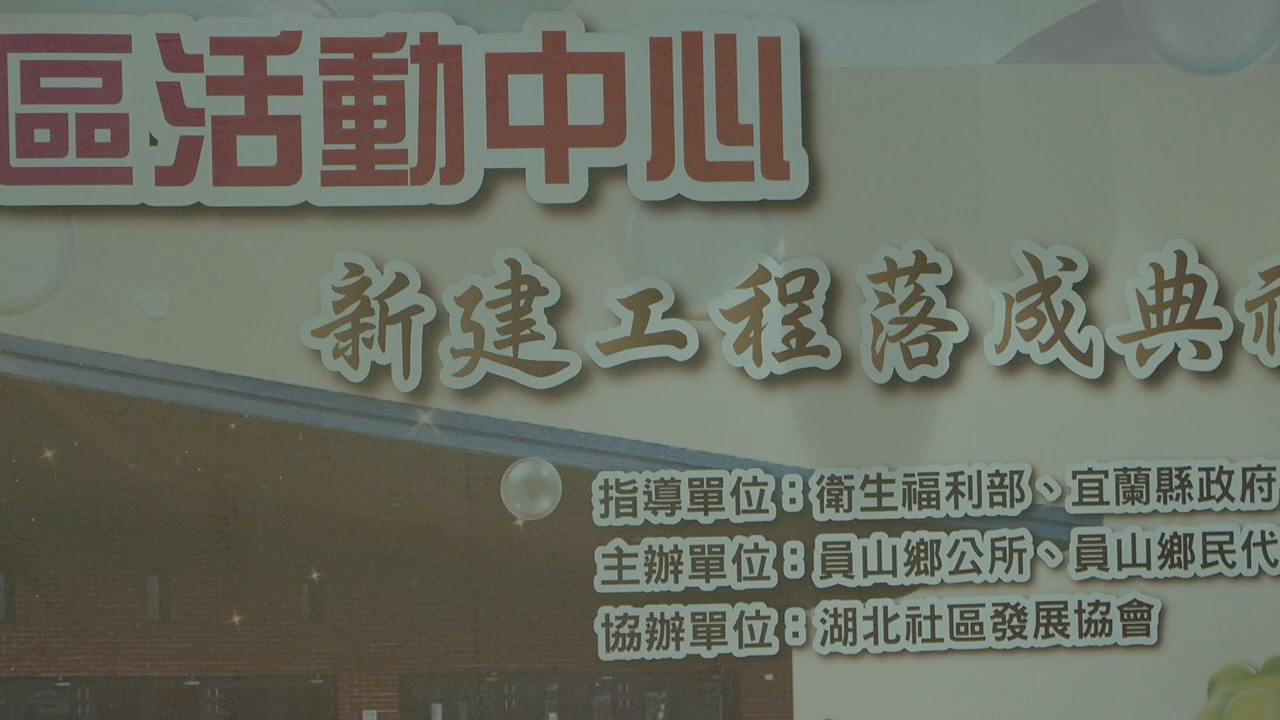 區活動中心
新建工程落成典
指導單位：衛生福利部、宜蘭縣政府
主辦單位：員山鄉公所、員山鄉民代
協辦單位：湖北社區發展協會